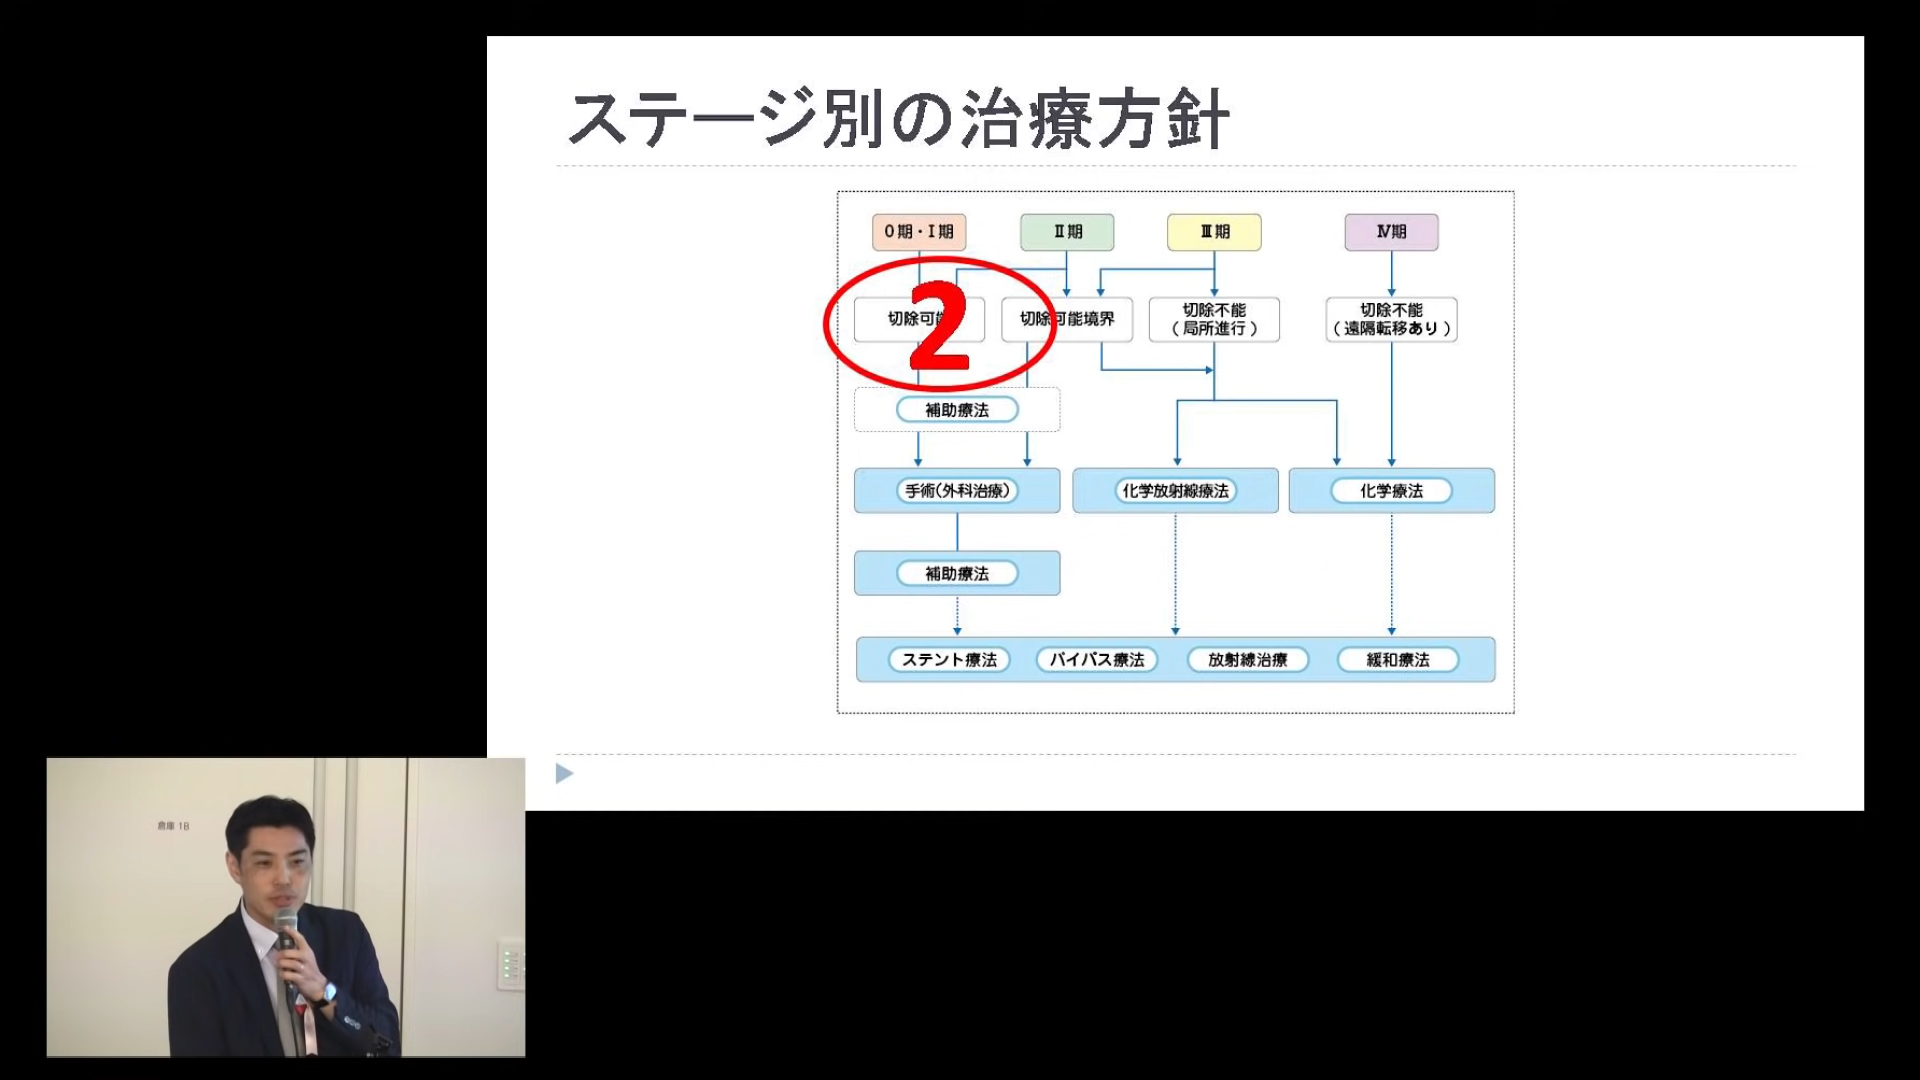 ステージ別の治療方針
0期・Ⅰ期
Ⅱ期
Ⅲ期
Ⅳ期
2
切除可能
切除可能境界
切除不能
(局所進行)
切除不能
(遠隔転移あり)
補助療法
手術(外科治療)
化学放射線療法
化学療法
補助療法
ステント療法
バイパス療法
放射線治療
緩和療法
倉庫 1B